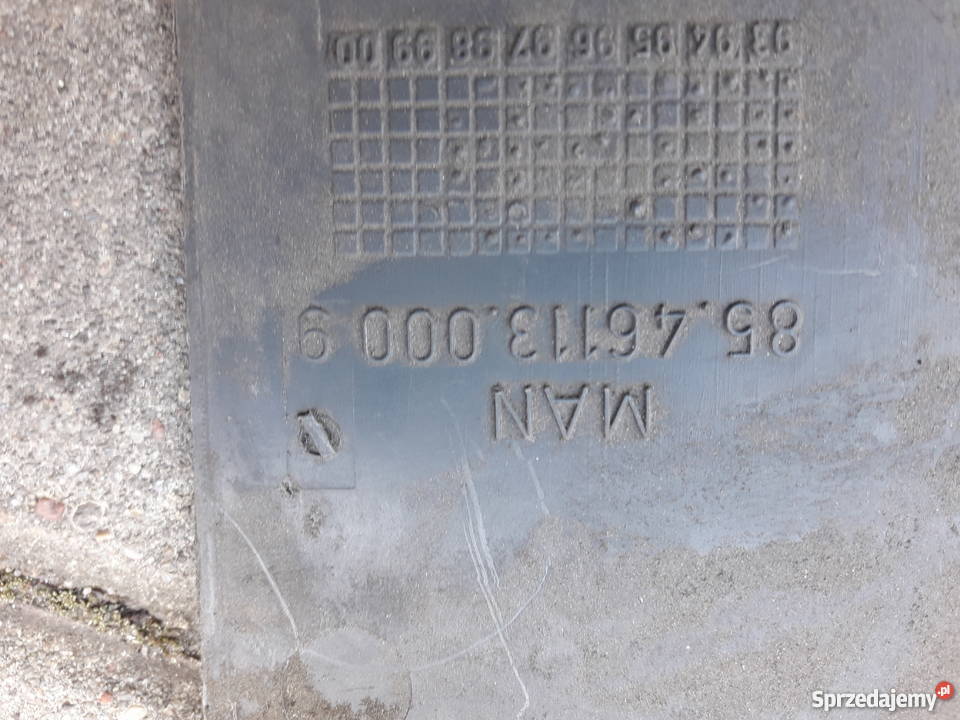 MAN
85.46113.000 9
93 94 95 96 97 98 99 00
Sprzedajemy.pl